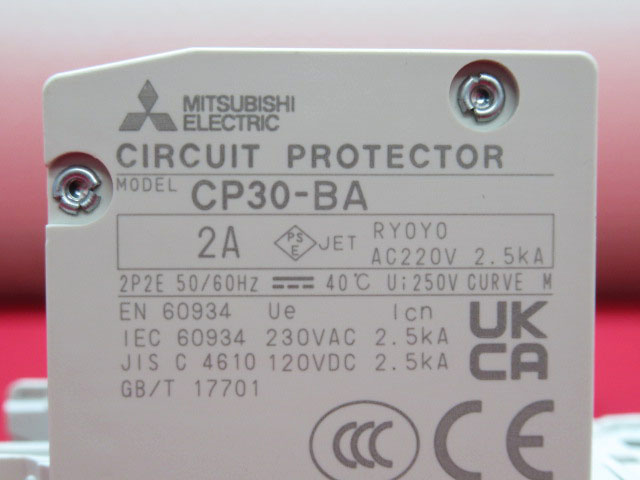 MITSUBISHI
ELECTRIC
CIRCUIT PROTECTOR
MODEL CP30-BA
2A PS E JET RYOYO
AC220V 2.5kA
2P2E 50/60Hz ⎓ 40℃ Ui250V CURVE M
EN 60934 Ue Icn
IEC 60934 230VAC 2.5kA
JIS C 4610 120VDC 2.5kA
GB/T 17701
UK
CA
CCC CE